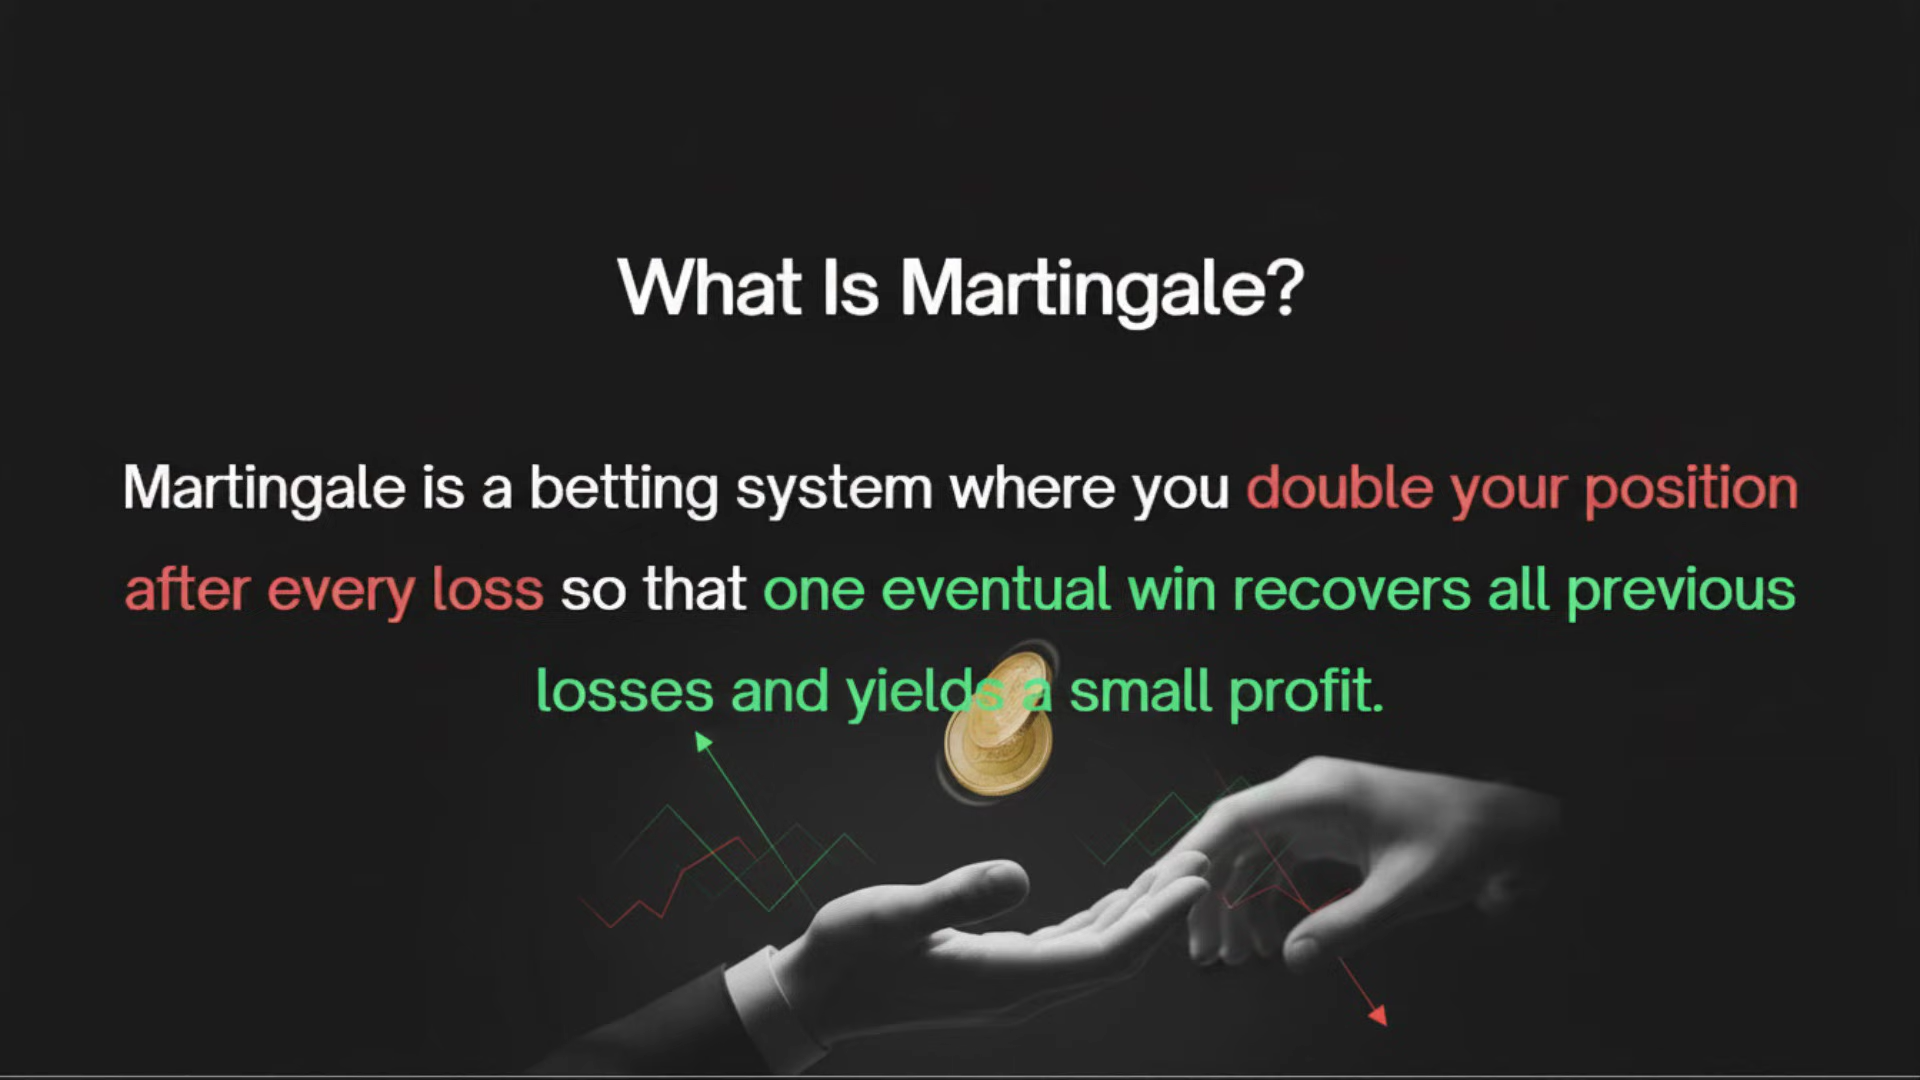 What Is Martingale?
Martingale is a betting system where you double your position
after every loss so that one eventual win recovers all previous
losses and yields a small profit.